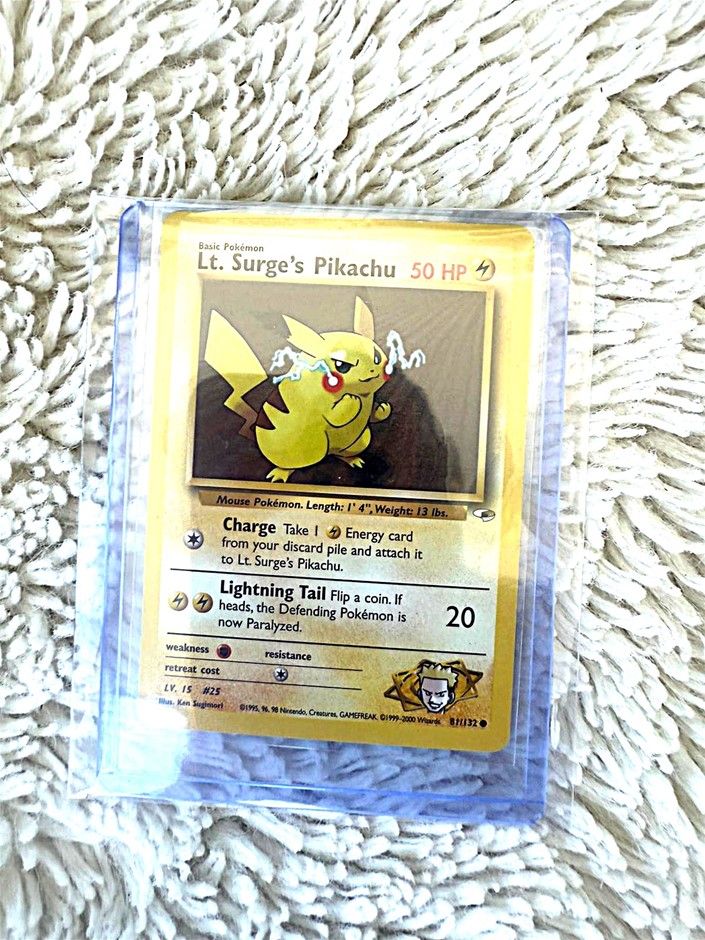 Basic Pokémon
Lt. Surge's Pikachu 50 HP
Mouse Pokémon. Length: 1' 4", Weight: 13 lbs.
Charge Take 1 Energy card
from your discard pile and attach it
to Lt. Surge's Pikachu.
Lightning Tail Flip a coin. If
heads, the Defending Pokémon is
now Paralyzed.
20
weakness resistance
retreat cost
LV. 15 #25
Illus. Ken Sugimori ©1995, 96, 98 Nintendo, Creatures, GAMEFREAK. ©1999-2000 Wizards. 81/132